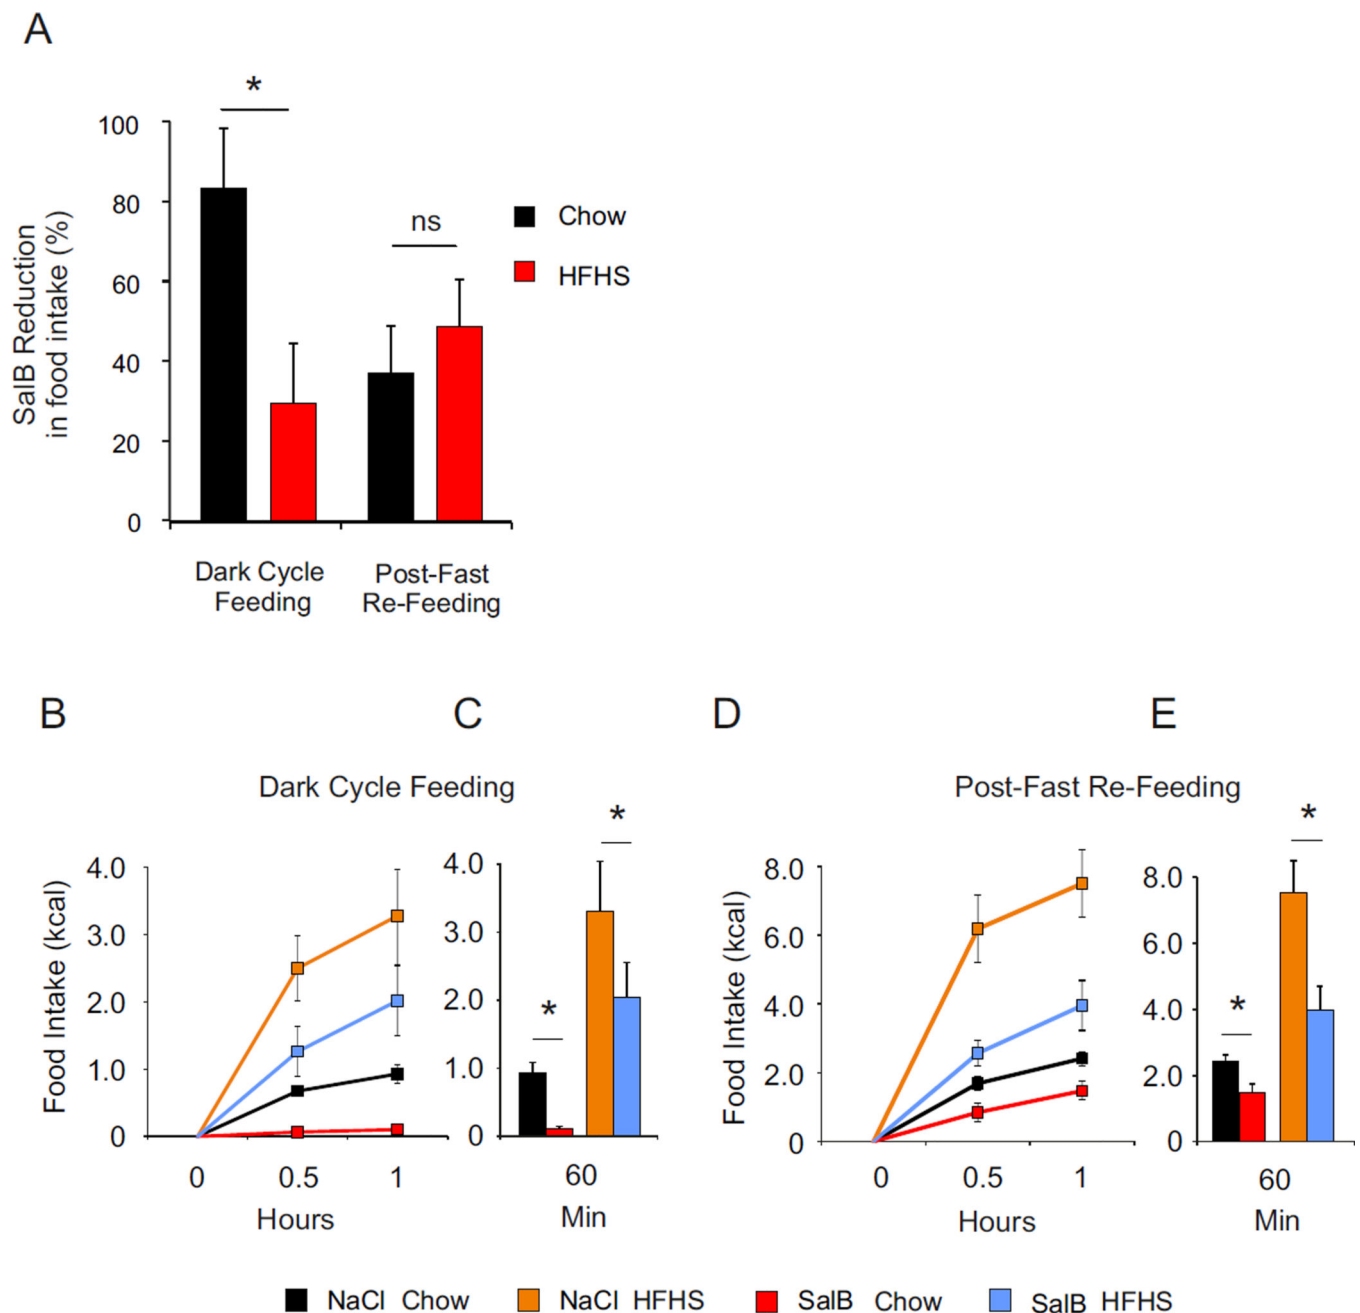 A
*
100
80
60
40
20
0
SalB Reduction
in food intake (%)
ns
Chow
HFHS
Dark Cycle
Feeding
Post-Fast
Re-Feeding
B
C
D
E
Dark Cycle Feeding
Post-Fast Re-Feeding
Food Intake (kcal)
4.0
3.0
2.0
1.0
0
0 0.5 1
Hours
4.0
3.0
2.0
1.0
0
*
*
60
Min
Food Intake (kcal)
8.0
6.0
4.0
2.0
0
0 0.5 1
Hours
8.0
6.0
4.0
2.0
0
*
*
60
Min
NaCl Chow
NaCl HFHS
SalB Chow
SalB HFHS